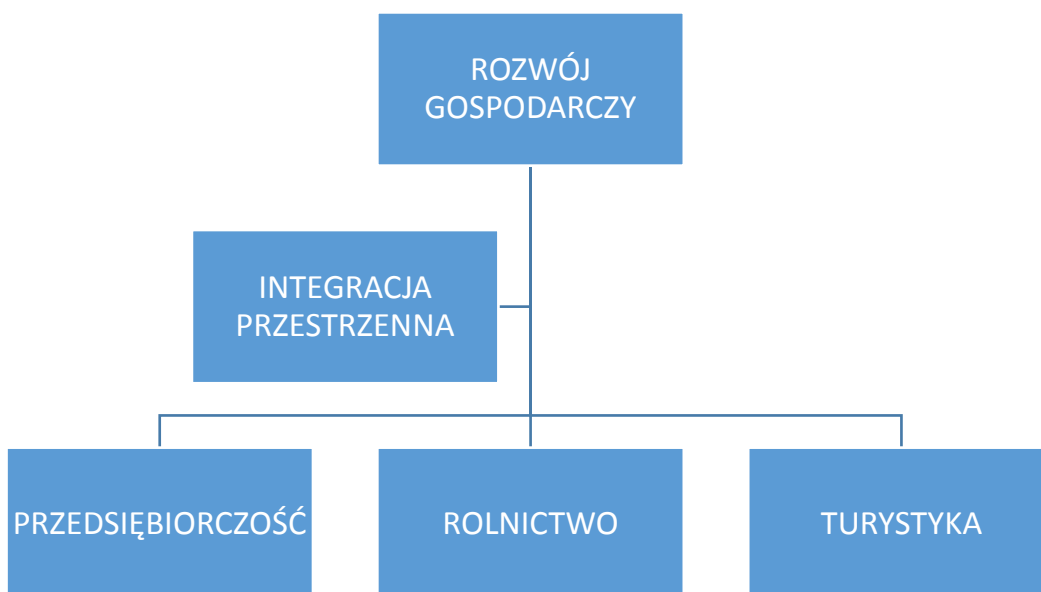 ROZWÓJ
GOSPODARCZY
INTEGRACJA
PRZESTRZENNA
PRZEDSIĘBIORCZOŚĆ
ROLNICTWO
TURYSTYKA